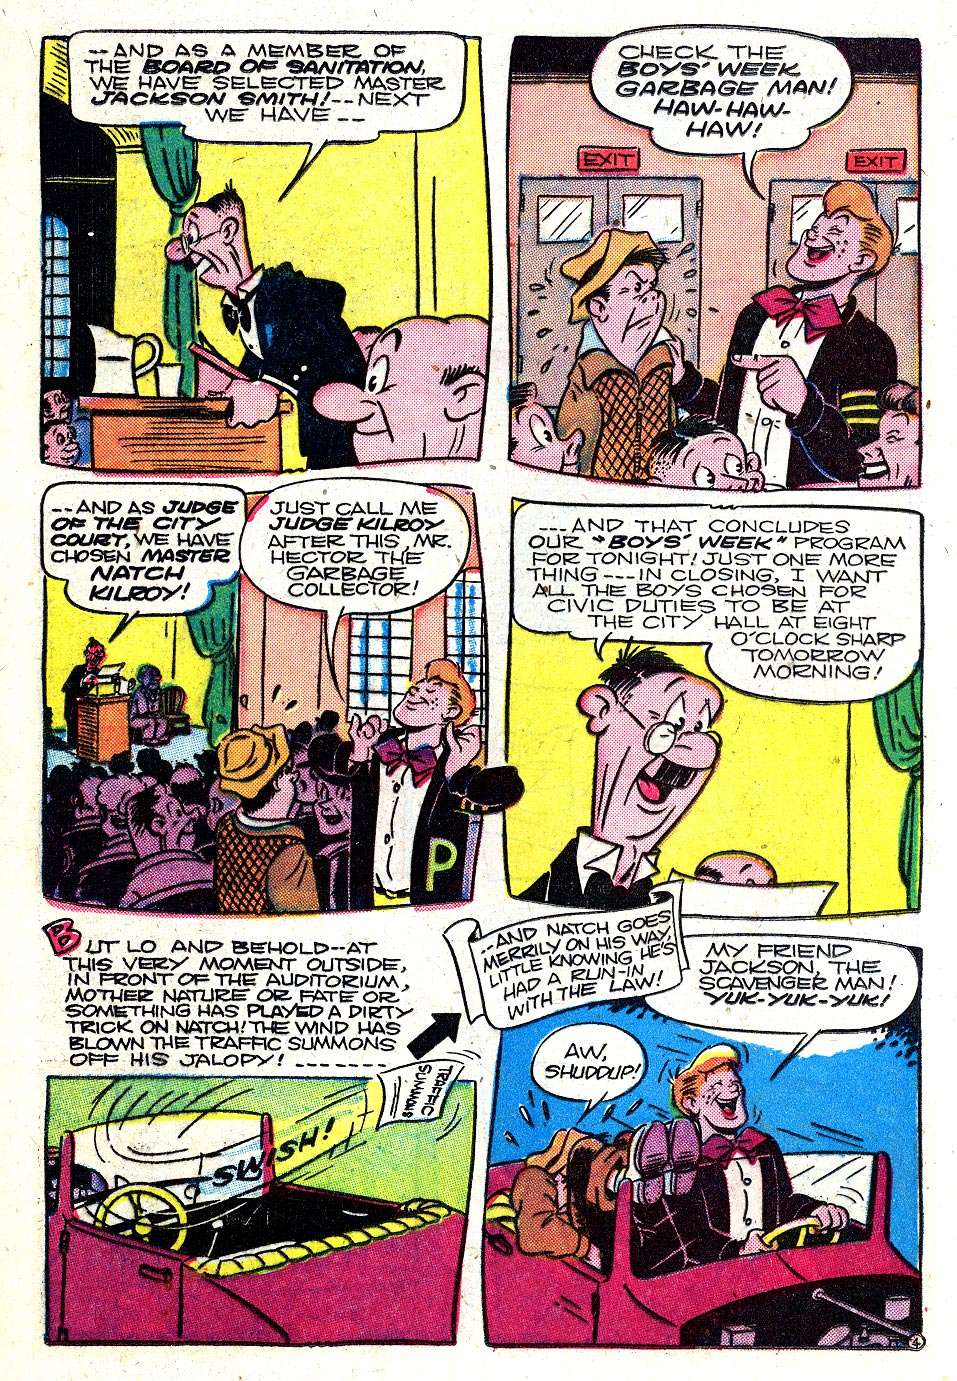 --AND AS A MEMBER OF
THE BOARD OF SANITATION,
WE HAVE SELECTED MASTER
JACKSON SMITH!--NEXT
WE HAVE --
CHECK THE
BOYS' WEEK
GARBAGE MAN!
HAW-HAW-
HAW!
EXIT
EXIT
--AND AS JUDGE
OF THE CITY
COURT, WE HAVE
CHOSEN MASTER
NATCH
KILROY!
JUST CALL ME
JUDGE KILROY
AFTER THIS, MR.
HECTOR THE
GARBAGE
COLLECTOR!
P
---AND THAT CONCLUDES
OUR "BOYS' WEEK" PROGRAM
FOR TONIGHT! JUST ONE MORE
THING---IN CLOSING, I WANT
ALL THE BOYS CHOSEN FOR
CIVIC DUTIES TO BE AT
THE CITY HALL AT EIGHT
O'CLOCK SHARP
TOMORROW
MORNING!
BUT LO AND BEHOLD--AT
THIS VERY MOMENT OUTSIDE,
IN FRONT OF THE AUDITORIUM,
MOTHER NATURE OR FATE OR
SOMETHING HAS PLAYED A DIRTY
TRICK ON NATCH! THE WIND HAS
BLOWN THE TRAFFIC SUMMONS
OFF HIS JALOPY! ------
TRAFFIC
SUMMONS
SWISH!
--AND NATCH GOES
MERRILY ON HIS WAY,
LITTLE KNOWING HE'S
HAD A RUN-IN
WITH THE LAW!
MY FRIEND
JACKSON, THE
SCAVENGER MAN!
YUK-YUK-YUK!
AW,
SHUDDUP!
4